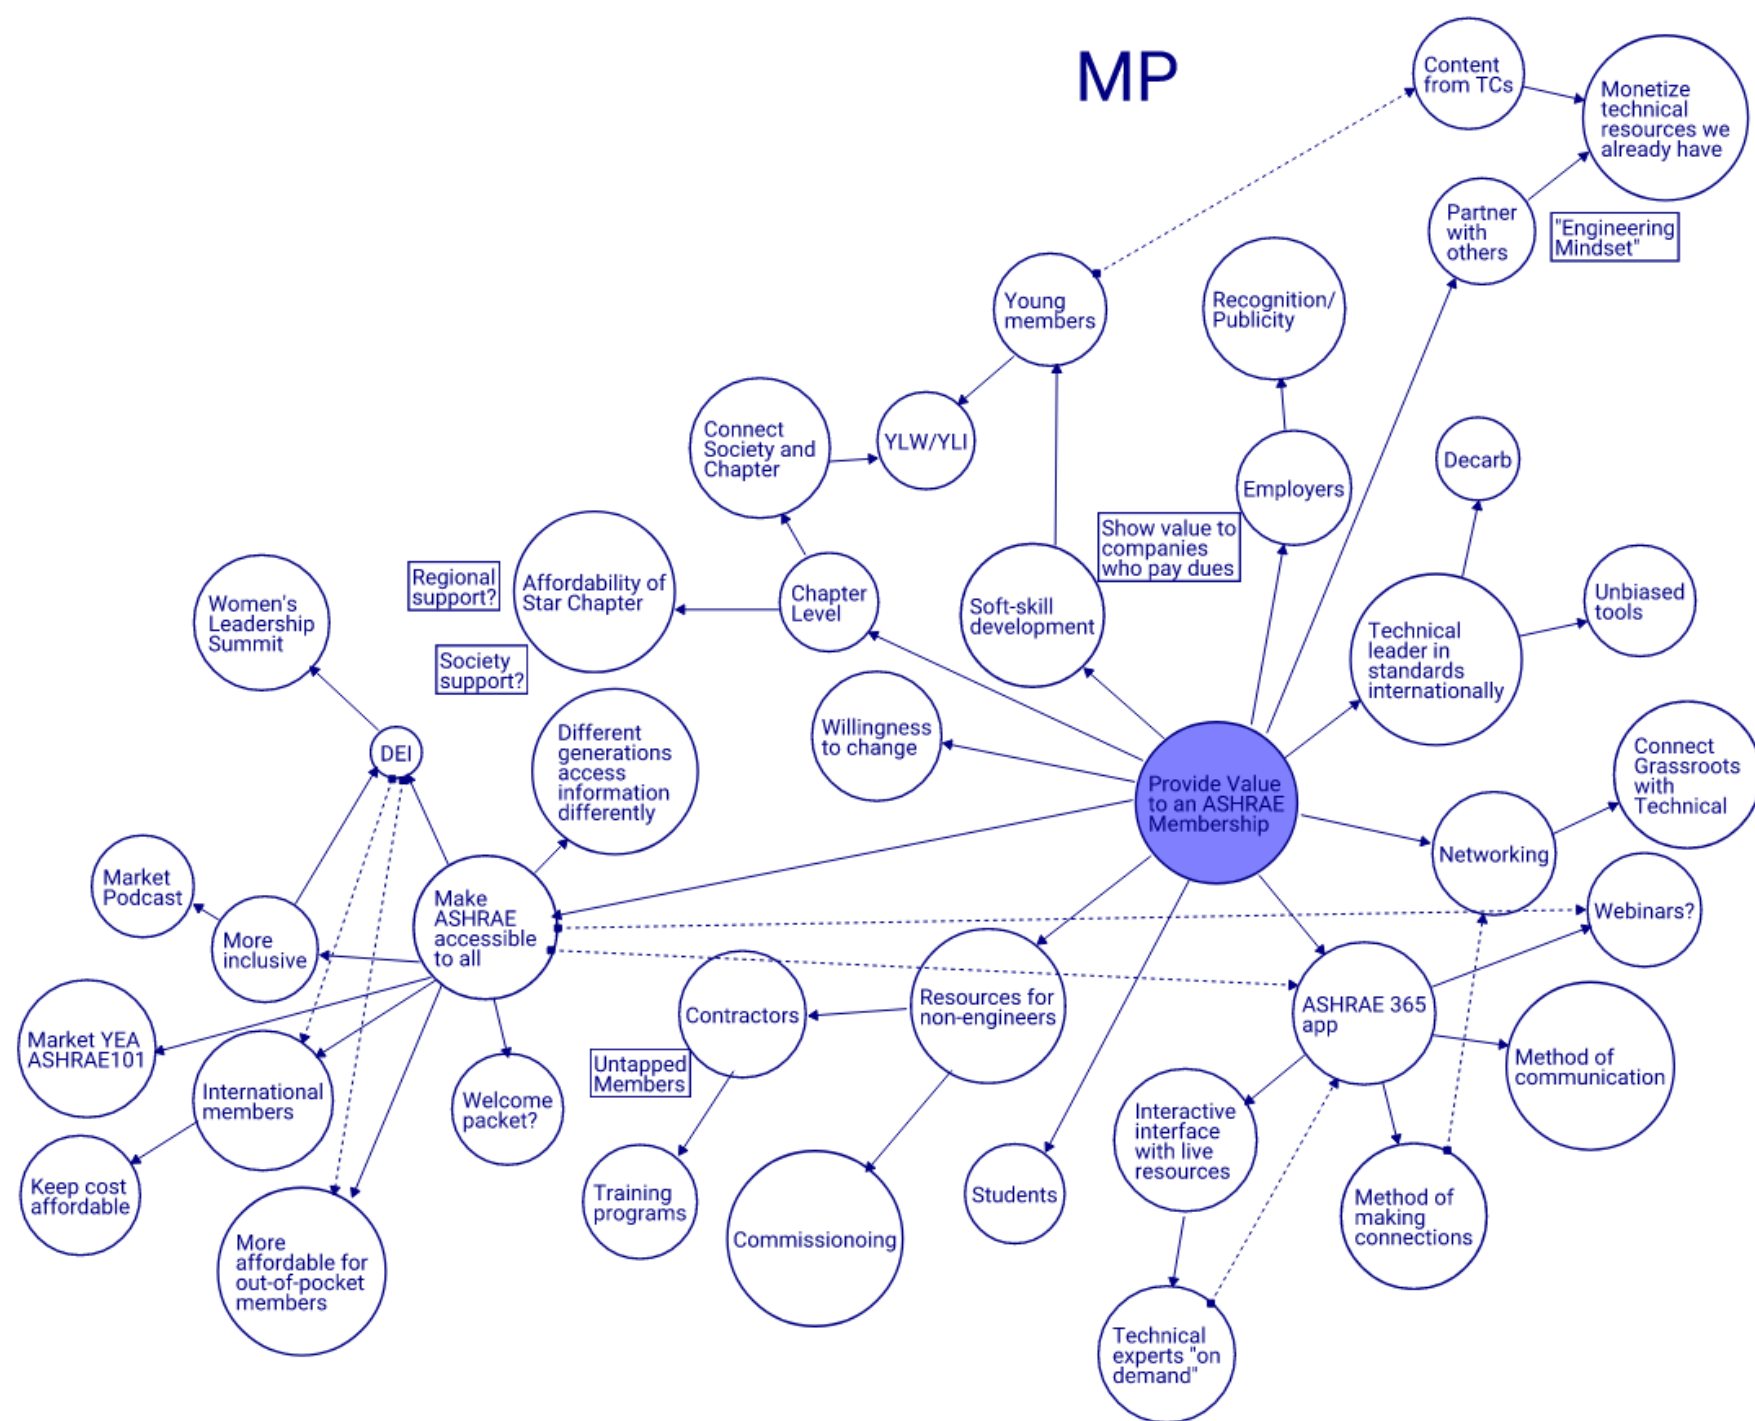 MP
Content
from TCs
Monetize
technical
resources we
already have
Partner
with
others
"Engineering
Mindset"
Young
members
Recognition/
Publicity
Connect
Society and
Chapter
YLW/YLI
Employers
Decarb
Show value to
companies
who pay dues
Regional
support?
Affordability of
Star Chapter
Chapter
Level
Soft-skill
development
Technical
leader in
standards
internationally
Unbiased
tools
Women's
Leadership
Summit
Society
support?
Different
generations
access
information
differently
Willingness
to change
DEI
Provide Value
to an ASHRAE
Membership
Connect
Grassroots
with
Technical
Networking
Market
Podcast
More
inclusive
Make
ASHRAE
accessible
to all
Webinars?
Contractors
Resources for
non-engineers
ASHRAE 365
app
Market YEA
ASHRAE101
Untapped
Members
Method of
communication
International
members
Welcome
packet?
Interactive
interface
with live
resources
Keep cost
affordable
Training
programs
Commissionoing
Students
Method of
making
connections
More
affordable for
out-of-pocket
members
Technical
experts "on
demand"